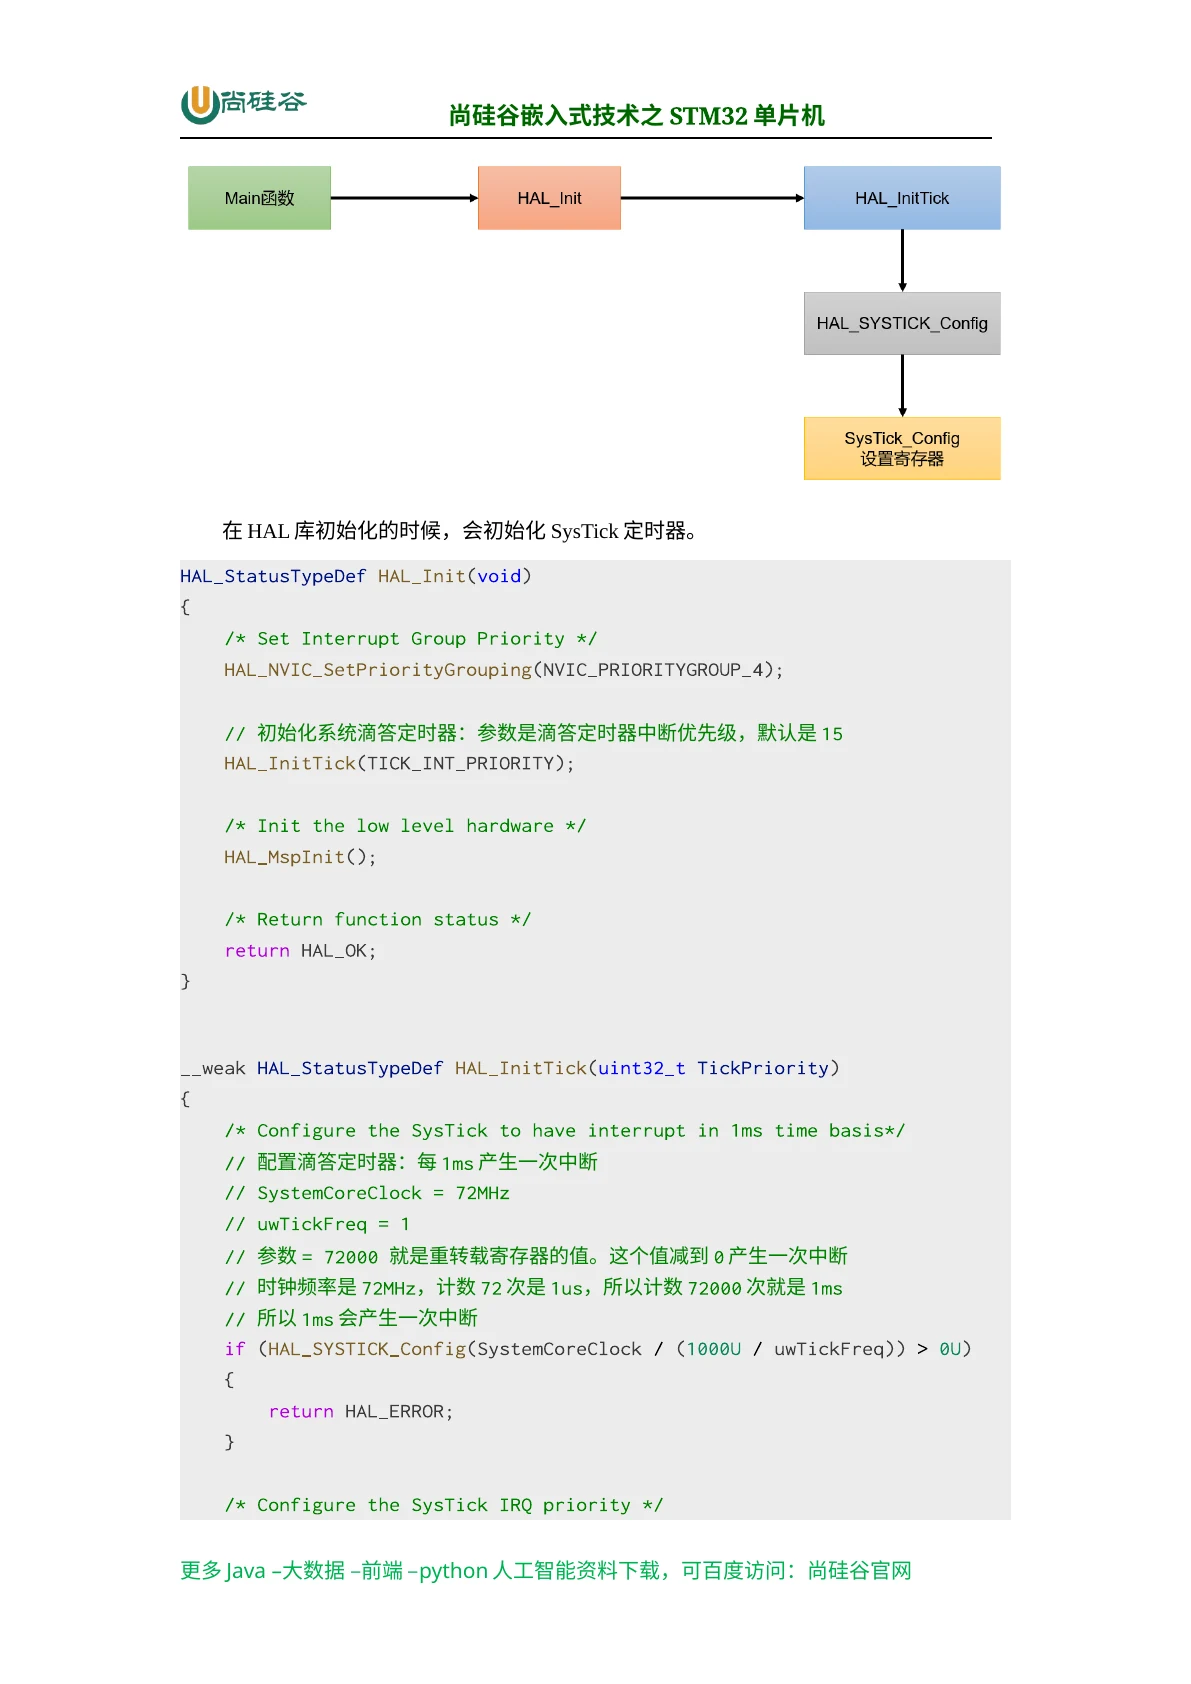 尚硅谷
尚硅谷嵌入式技术之 STM32 单片机
Main函数
HAL_Init
HAL_InitTick
HAL_SYSTICK_Config
SysTick_Config
设置寄存器
在 HAL 库初始化的时候，会初始化 SysTick 定时器。
HAL_StatusTypeDef HAL_Init(void)
{
    /* Set Interrupt Group Priority */
    HAL_NVIC_SetPriorityGrouping(NVIC_PRIORITYGROUP_4);
    // 初始化系统滴答定时器：参数是滴答定时器中断优先级，默认是 15
    HAL_InitTick(TICK_INT_PRIORITY);
    /* Init the low level hardware */
    HAL_MspInit();
    /* Return function status */
    return HAL_OK;
}
__weak HAL_StatusTypeDef HAL_InitTick(uint32_t TickPriority)
{
    /* Configure the SysTick to have interrupt in 1ms time basis*/
    // 配置滴答定时器：每 1ms 产生一次中断
    // SystemCoreClock = 72MHz
    // uwTickFreq = 1
    // 参数 = 72000 就是重转载寄存器的值。这个值减到 0 产生一次中断
    // 时钟频率是 72MHz，计数 72 次是 1us，所以计数 72000 次就是 1ms
    // 所以 1ms 会产生一次中断
    if (HAL_SYSTICK_Config(SystemCoreClock / (1000U / uwTickFreq)) > 0U)
    {
        return HAL_ERROR;
    }
    /* Configure the SysTick IRQ priority */
更多 Java –大数据 –前端 –python 人工智能资料下载，可百度访问：尚硅谷官网